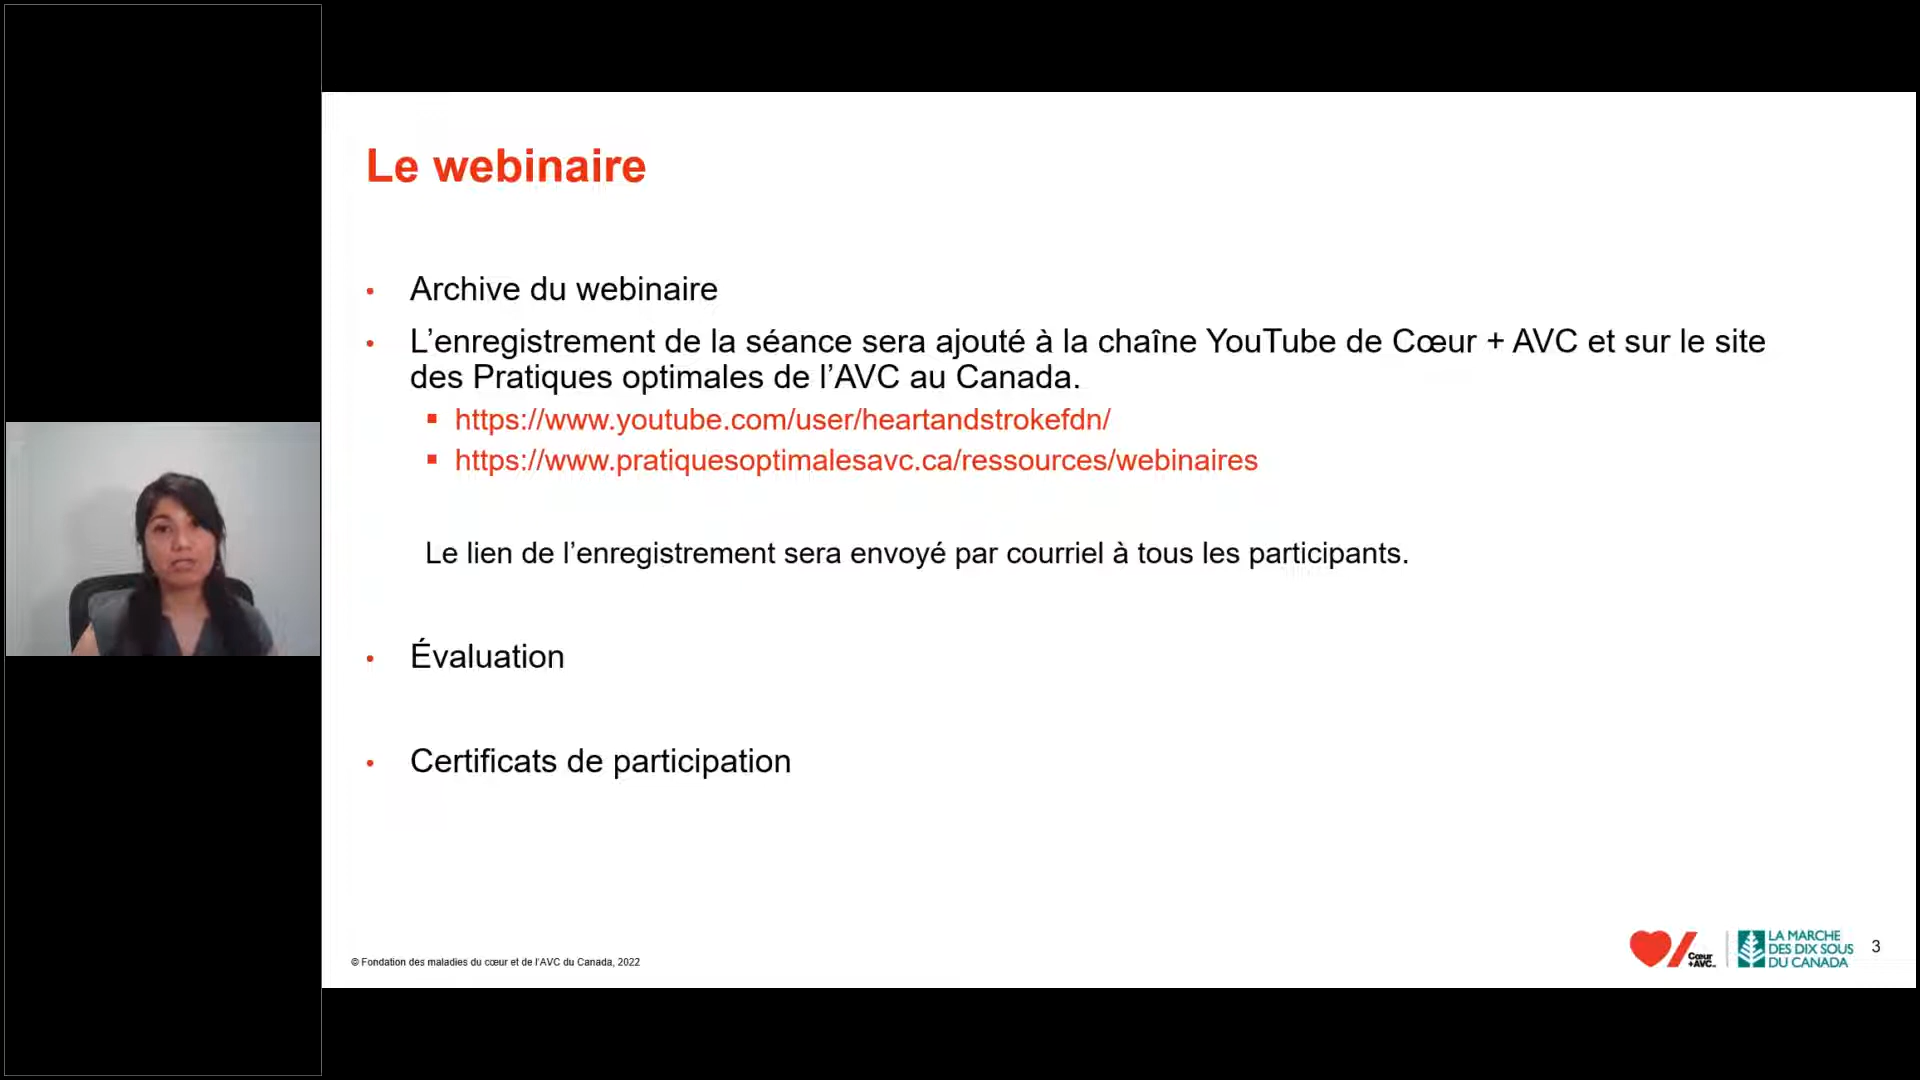 Le webinaire
• Archive du webinaire
• L’enregistrement de la séance sera ajouté à la chaîne YouTube de Cœur + AVC et sur le site
des Pratiques optimales de l’AVC au Canada.
▪ https://www.youtube.com/user/heartandstrokefdn/
▪ https://www.pratiquesoptimalesavc.ca/ressources/webinaires
Le lien de l’enregistrement sera envoyé par courriel à tous les participants.
• Évaluation
• Certificats de participation
© Fondation des maladies du cœur et de l’AVC du Canada, 2022
Cœur
+AVC™
LA MARCHE
DES DIX SOUS
DU CANADA
3